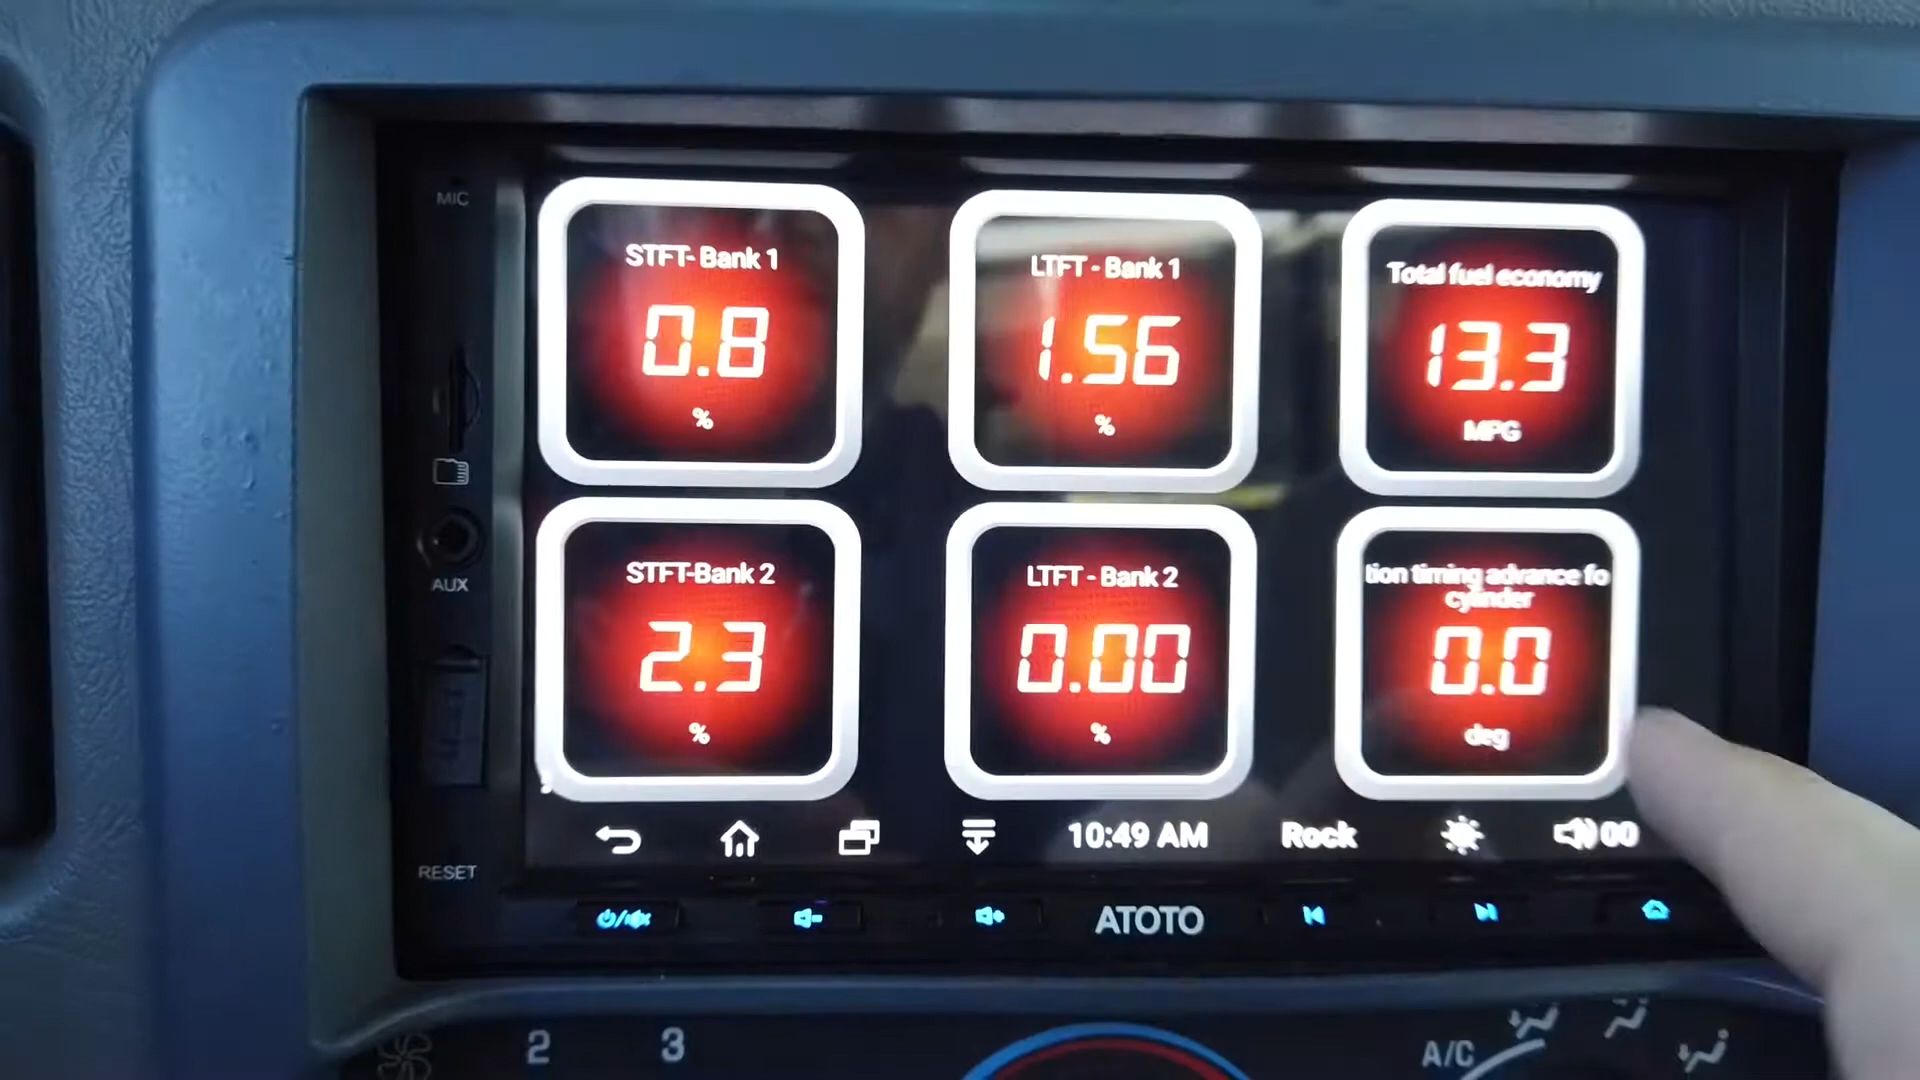 MIC
STFT- Bank 1
0.8
%
LTFT - Bank 1
1.56
%
Total fuel economy
13.3
MPG
STFT-Bank 2
2.3
%
LTFT - Bank 2
0.00
%
tion timing advance fo
cylinder
0.0
deg
AUX
RESET
10:49 AM
Rock
00
ATOTO
2
3
A/C